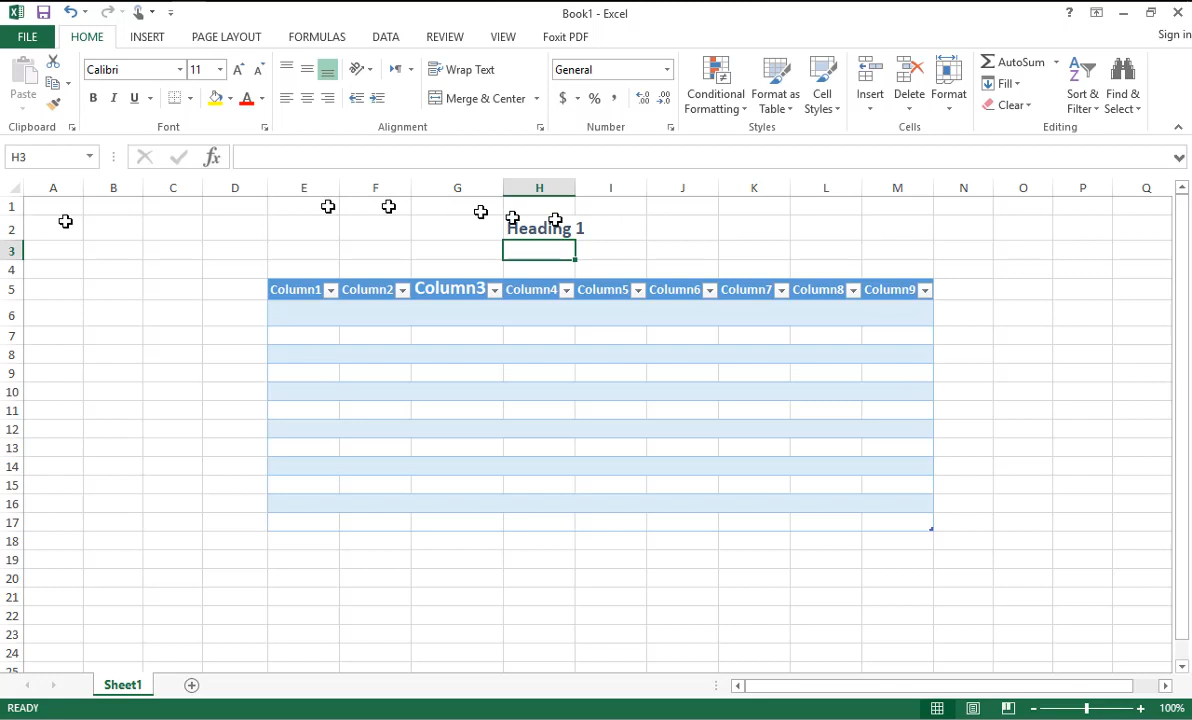 Book1 - Excel
?
Sign in
FILE HOME INSERT PAGE LAYOUT FORMULAS DATA REVIEW VIEW Foxit PDF
Paste
Calibri 11
B I U
Wrap Text
Merge & Center
General
$ % ,
Conditional Formatting
Format as Table
Cell Styles
Insert Delete Format
AutoSum
Fill
Clear
Sort & Filter
Find & Select
Clipboard Font Alignment Number Styles Cells Editing
H3 fx
A B C D E F G H I J K L M N O P Q
1
2 Heading 1
3
4
5 Column1 Column2 Column3 Column4 Column5 Column6 Column7 Column8 Column9
6
7
8
9
10
11
12
13
14
15
16
17
18
19
20
21
22
23
24
25
Sheet1
READY 100%